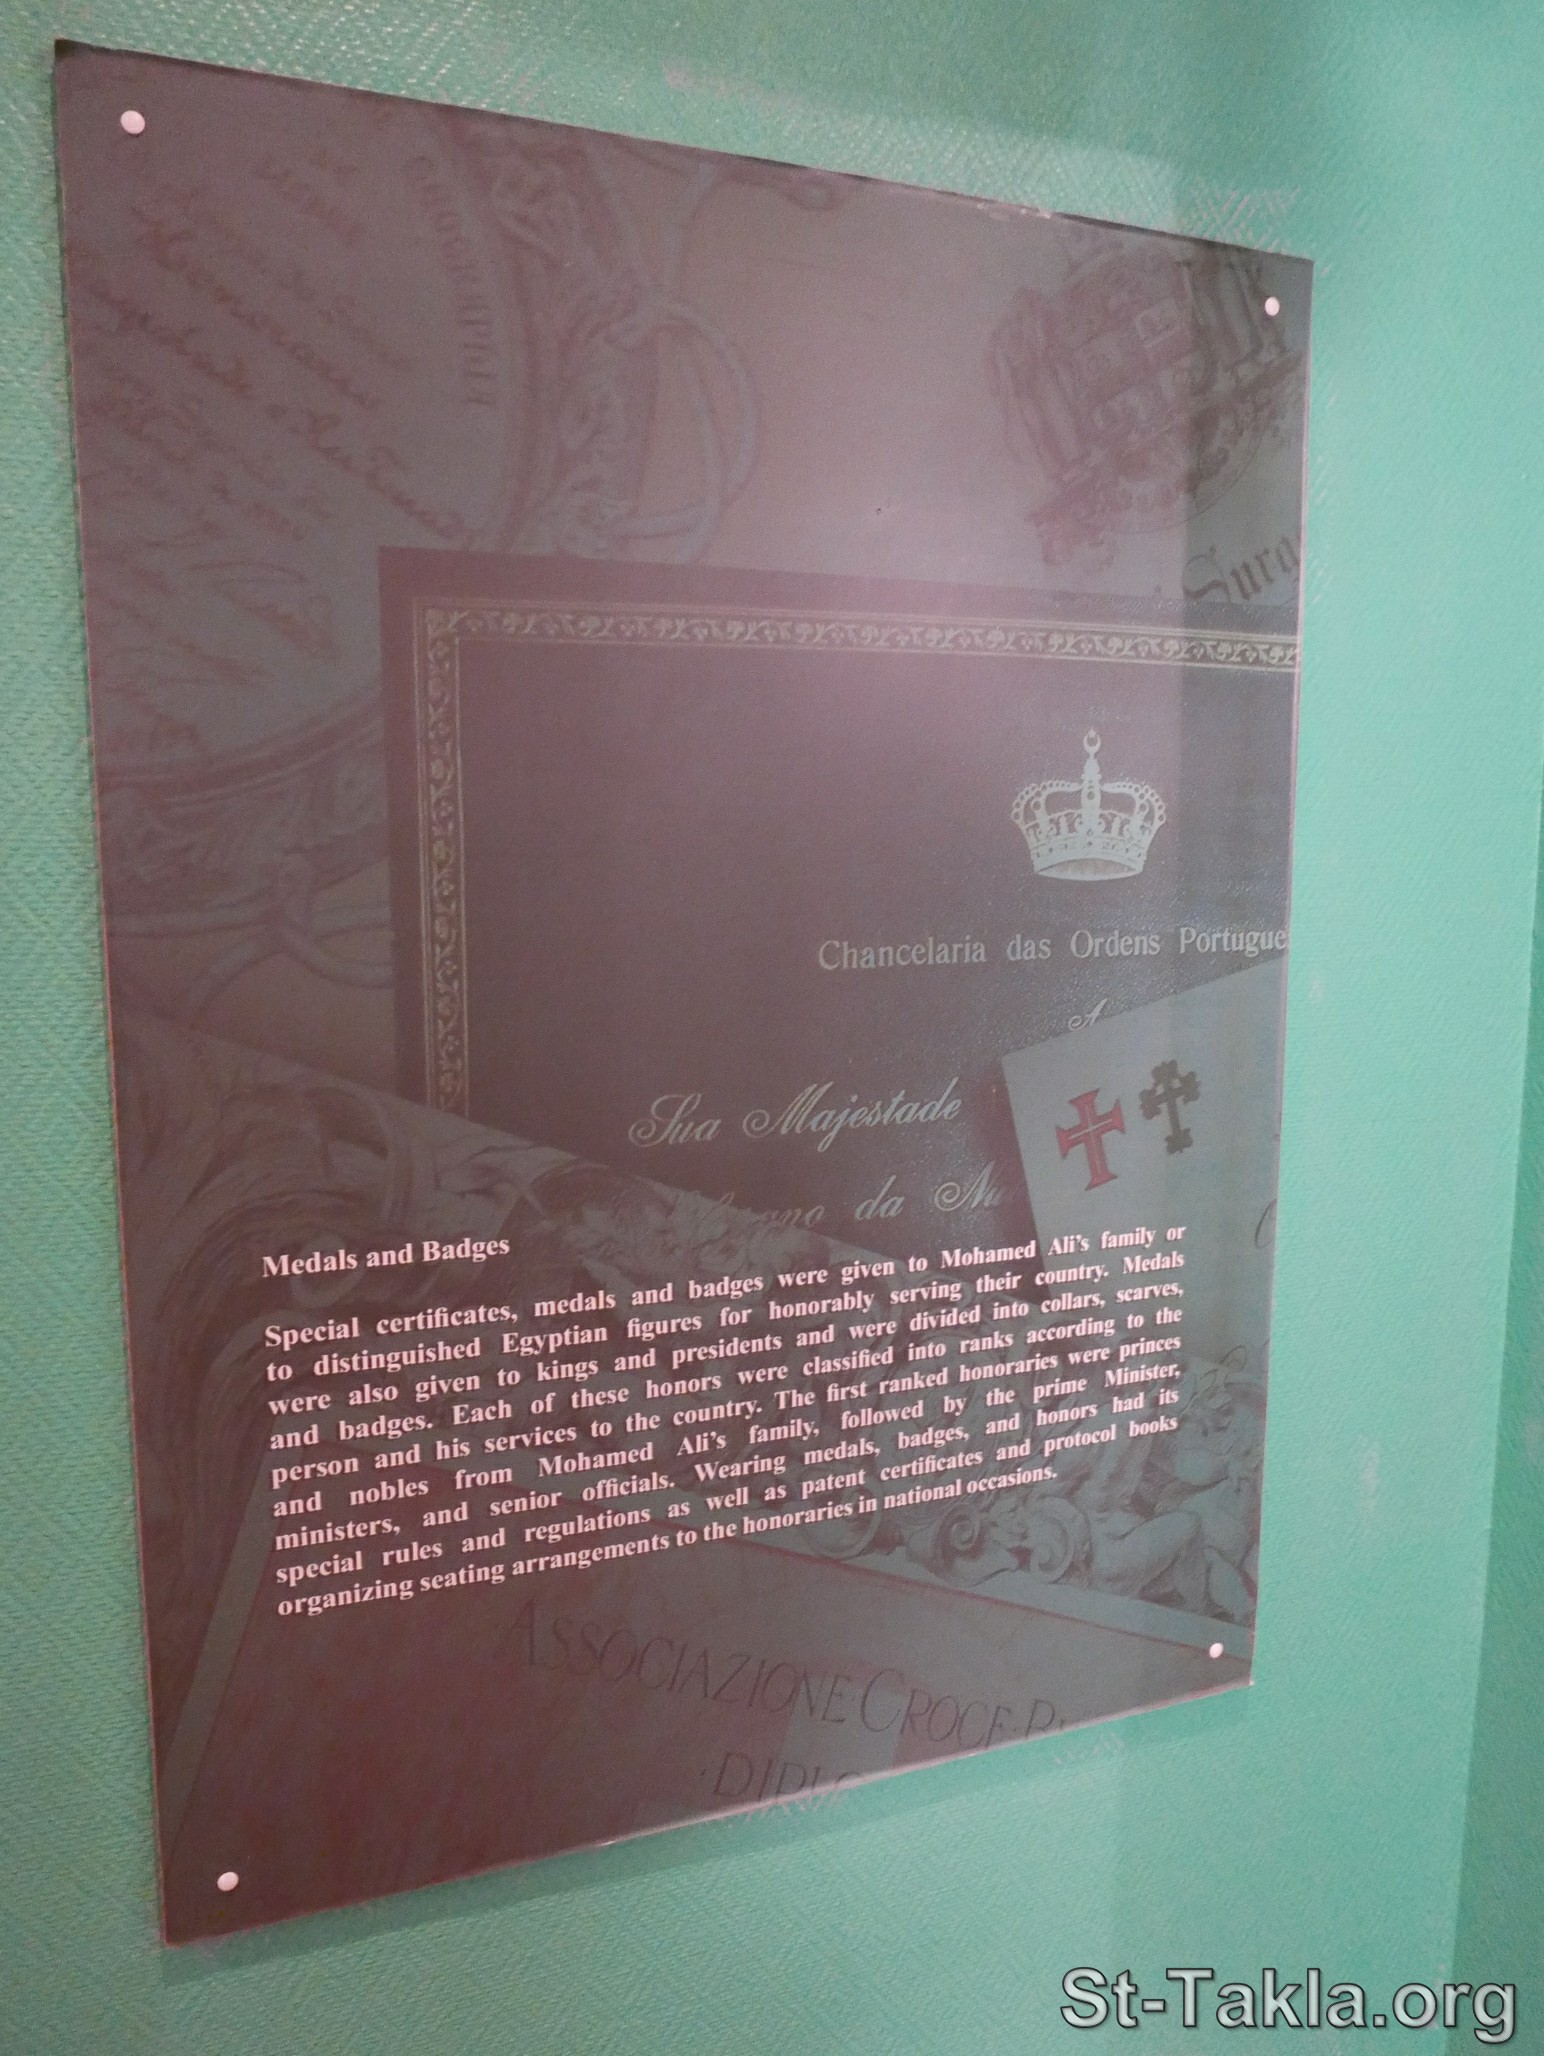 Surg
Chancelaria das Ordens Portugue
A
Sua Majestade
da
Medals and Badges
Special certificates, medals and badges were given to Mohamed Ali's family or
to distinguished Egyptian figures for honorably serving their country. Medals
were also given to kings and presidents and were divided into collars, scarves,
and badges. Each of these honors were classified into ranks according to the
person and his services to the country. The first ranked honoraries were princes
and nobles from Mohamed Ali's family, followed by the prime Minister,
ministers, and senior officials. Wearing medals, badges, and honors had its
special rules and regulations as well as patent certificates and protocol books
organizing seating arrangements to the honoraries in national occasions.
ASSOCIAZIONE CROCE
St-Takla.org